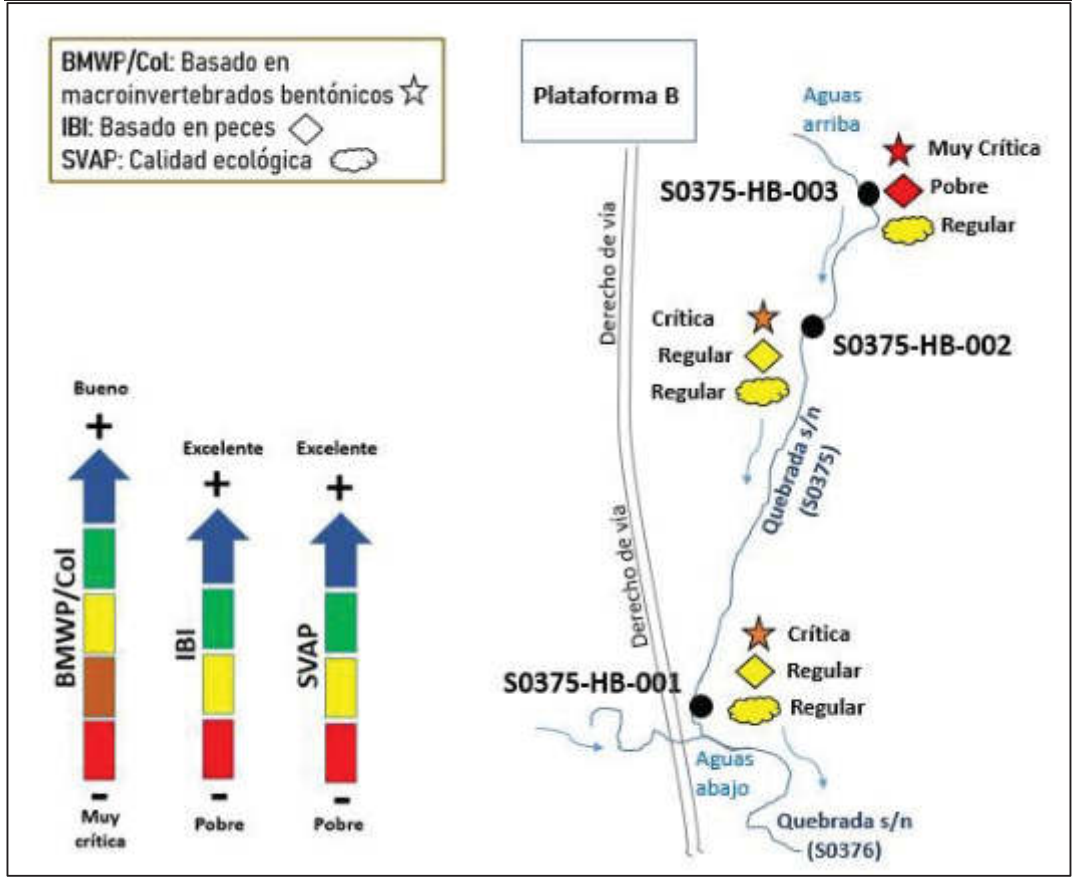 BMWP/Col: Basado en
macroinvertebrados bentónicos
IBI: Basado en peces
SVAP: Calidad ecológica
Plataforma B
Aguas
arriba
Muy Crítica
S0375-HB-003
Pobre
Regular
Derecho de vía
Crítica
S0375-HB-002
Regular
Regular
Quebrada s/n
(S0375)
Bueno
+
Excelente
+
Excelente
+
BMWP/Col
IBI
SVAP
-
Muy
crítica
-
Pobre
-
Pobre
Derecho de vía
Crítica
S0375-HB-001
Regular
Regular
Aguas
abajo
Quebrada s/n
(S0376)